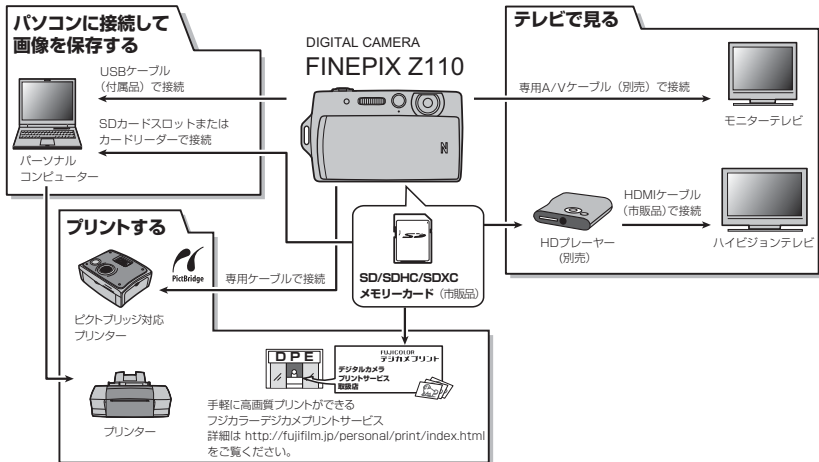 パソコンに接続して
画像を保存する
USBケーブル
(付属品)で接続
SDカードスロットまたは
カードリーダーで接続
パーソナル
コンピューター
DIGITAL CAMERA
FINEPIX Z110
テレビで見る
専用A/Vケーブル(別売)で接続
モニターテレビ
HDMIケーブル
(市販品)で接続
HDプレーヤー
(別売)
ハイビジョンテレビ
SD
SD/SDHC/SDXC
メモリーカード(市販品)
プリントする
PictBridge
専用ケーブルで接続
ピクトブリッジ対応
プリンター
プリンター
DPE
FUJICOLOR
デジカメプリント
デジタルカメラ
プリントサービス
取扱店
手軽に高画質プリントができる
フジカラーデジカメプリントサービス
詳細は http://fujifilm.jp/personal/print/index.html
をご覧ください。